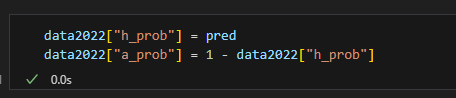 data2022["h_prob"] = pred
data2022["a_prob"] = 1 - data2022["h_prob"]
0.0s